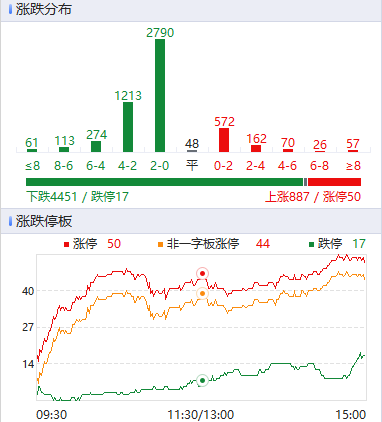 涨跌分布
61 113 274 1213 2790 48 572 162 70 26 57
≤8 8-6 6-4 4-2 2-0 平 0-2 2-4 4-6 6-8 ≥8
下跌4451 / 跌停17 上涨887 / 涨停50
涨跌停板
涨停 50 非一字板涨停 44 跌停 17
40
27
14
09:30 11:30/13:00 15:00